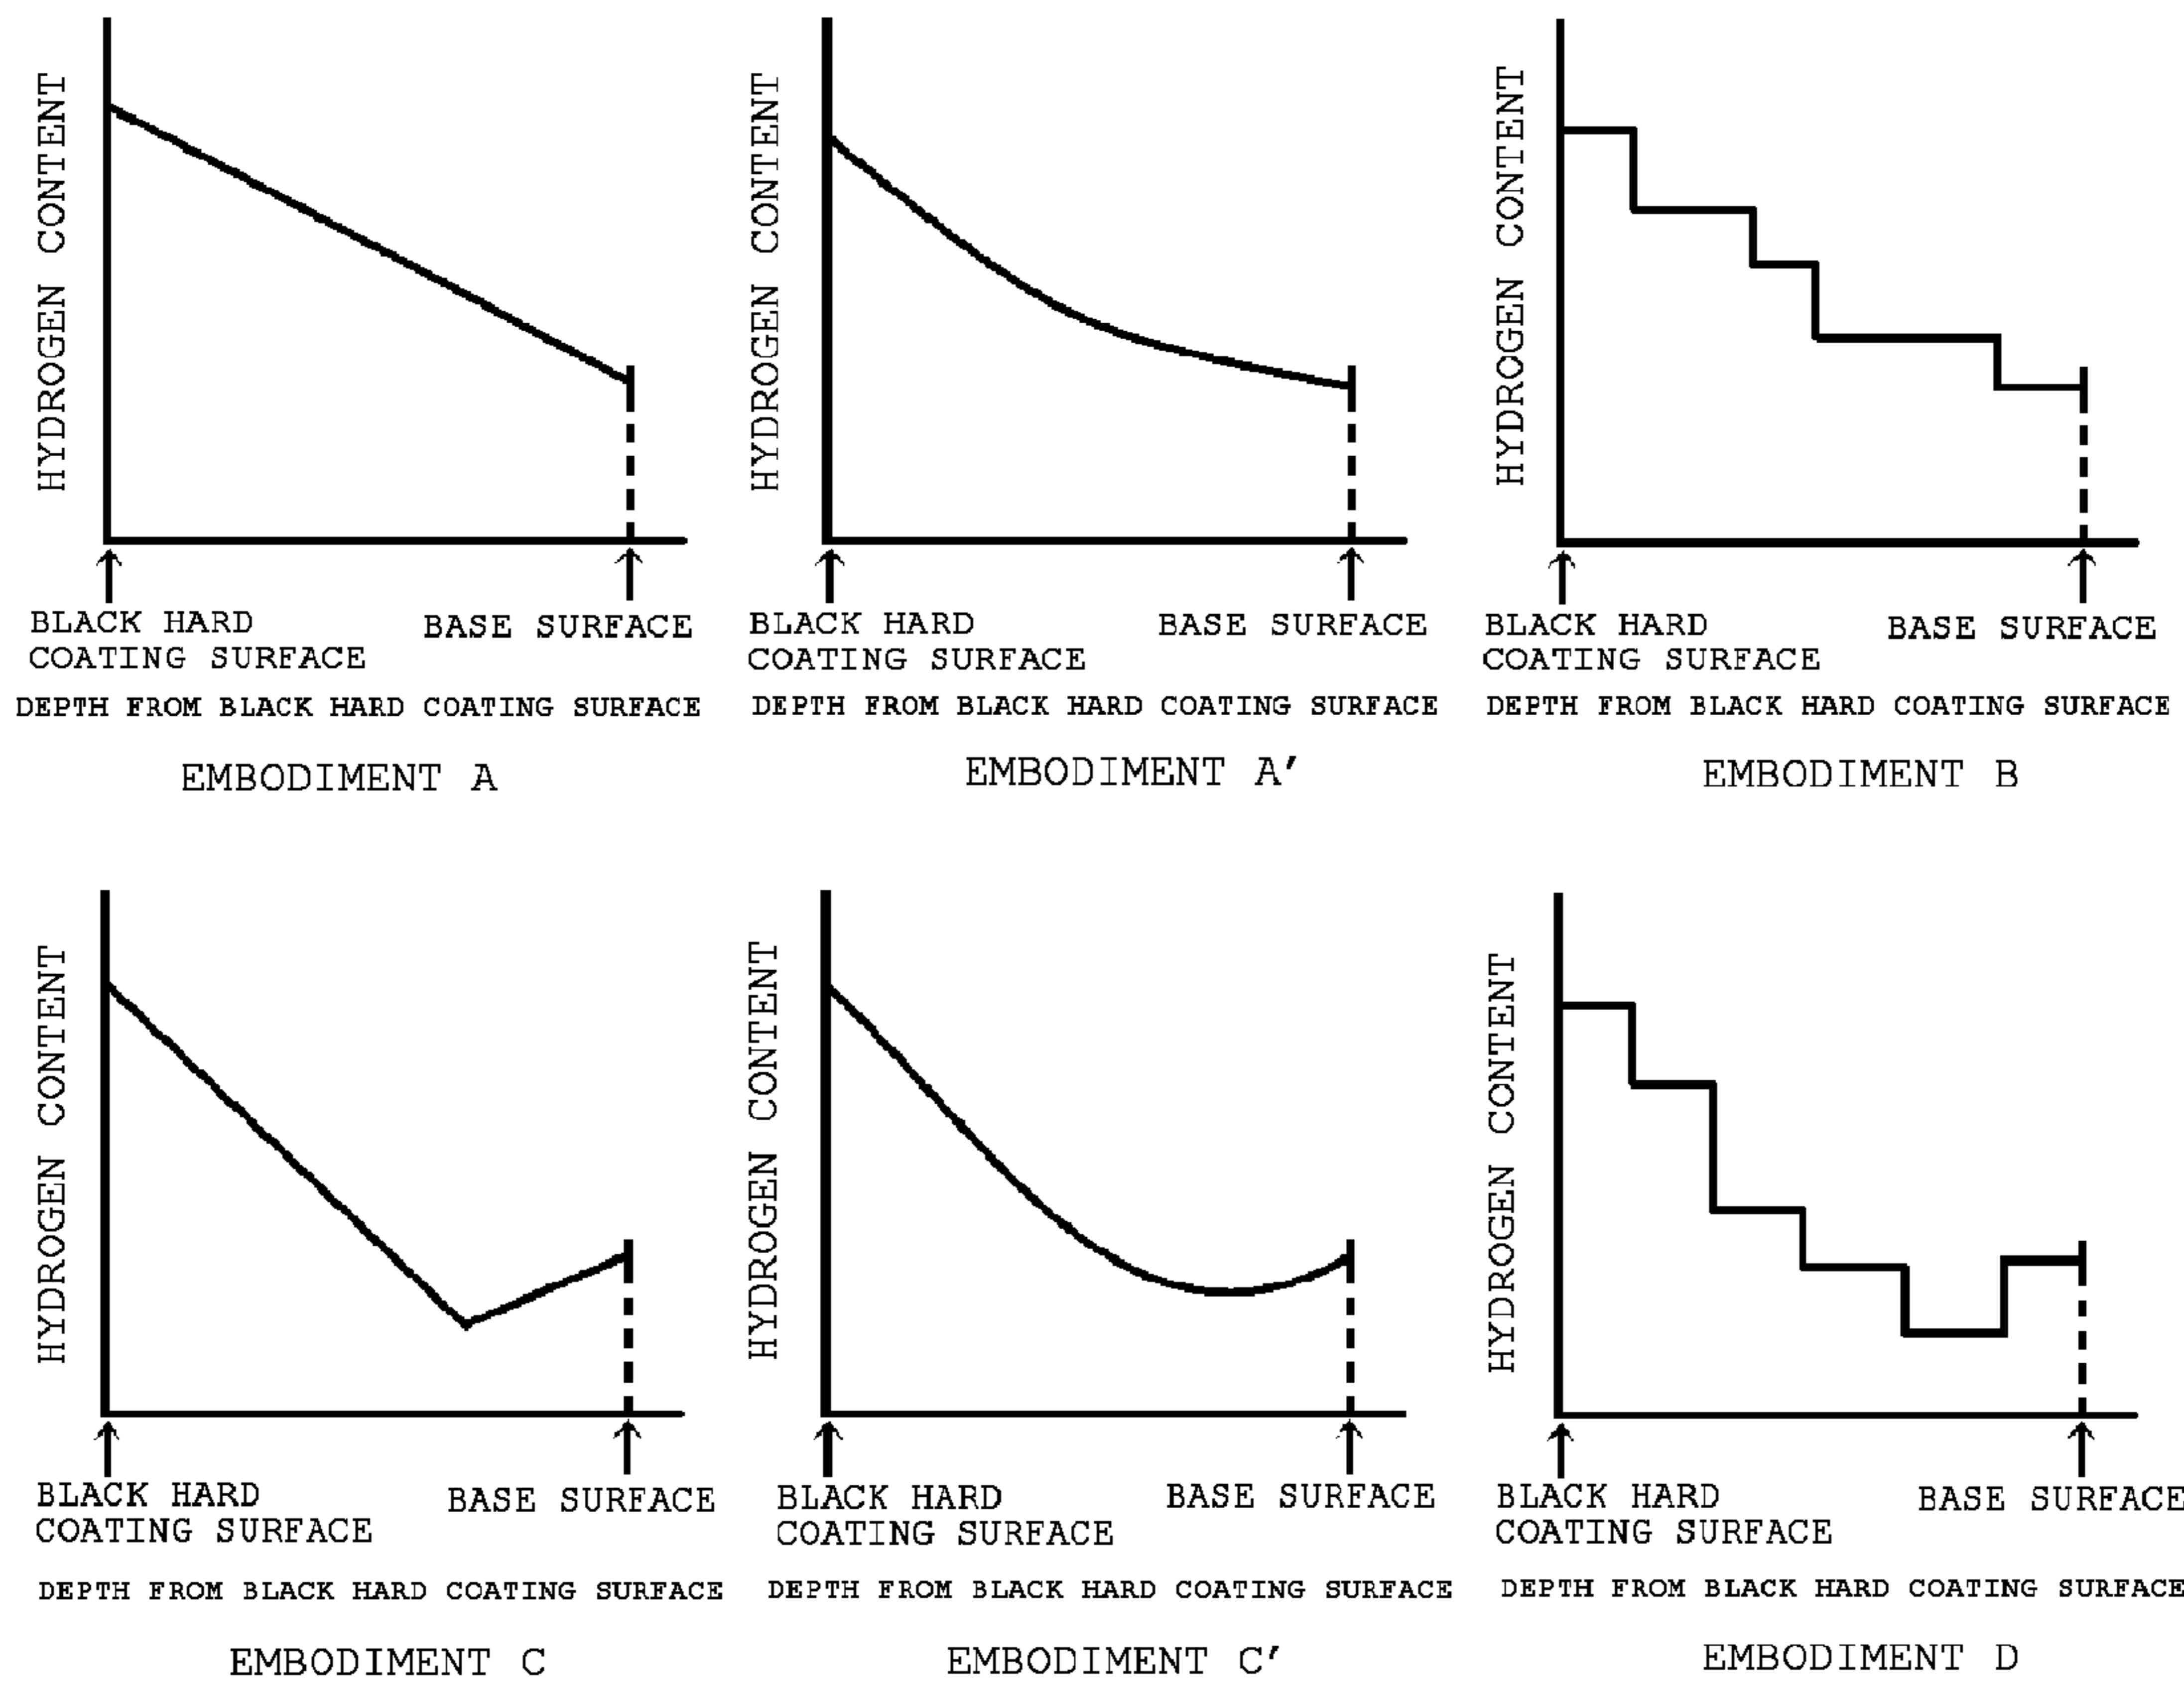 HYDROGEN CONTENT
BLACK HARD
COATING SURFACE
BASE SURFACE
DEPTH FROM BLACK HARD COATING SURFACE
EMBODIMENT A
HYDROGEN CONTENT
BLACK HARD
COATING SURFACE
BASE SURFACE
DEPTH FROM BLACK HARD COATING SURFACE
EMBODIMENT A'
HYDROGEN CONTENT
BLACK HARD
COATING SURFACE
BASE SURFACE
DEPTH FROM BLACK HARD COATING SURFACE
EMBODIMENT B
HYDROGEN CONTENT
BLACK HARD
COATING SURFACE
BASE SURFACE
DEPTH FROM BLACK HARD COATING SURFACE
EMBODIMENT C
HYDROGEN CONTENT
BLACK HARD
COATING SURFACE
BASE SURFACE
DEPTH FROM BLACK HARD COATING SURFACE
EMBODIMENT C'
HYDROGEN CONTENT
BLACK HARD
COATING SURFACE
BASE SURFACE
DEPTH FROM BLACK HARD COATING SURFACE
EMBODIMENT D